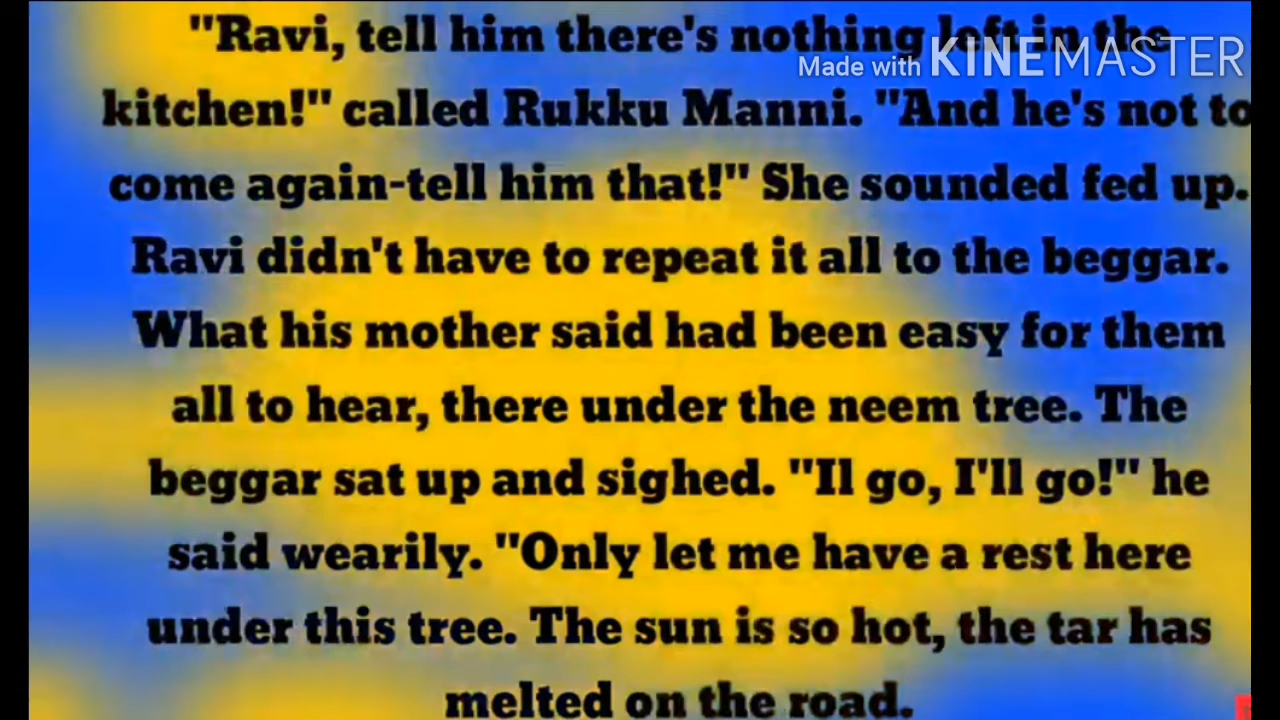 "Ravi, tell him there's nothing left in the
Made with KINEMASTER
kitchen!" called Rukku Manni. "And he's not to
come again-tell him that!" She sounded fed up.
Ravi didn't have to repeat it all to the beggar.
What his mother said had been easy for them
all to hear, there under the neem tree. The
beggar sat up and sighed. "Il go, I'll go!" he
said wearily. "Only let me have a rest here
under this tree. The sun is so hot, the tar has
melted on the road.